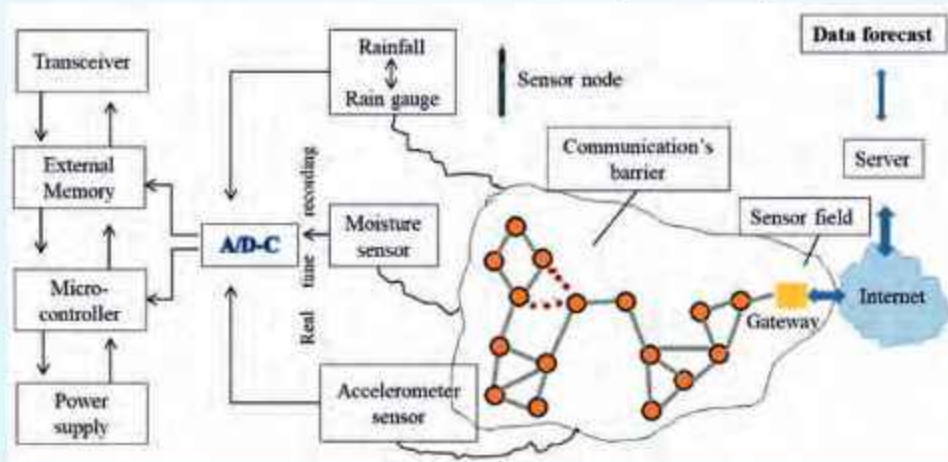 Transceiver
External
Memory
Micro-
controller
Power
supply
A/D-C
Rainfall
Rain gauge
Real time recording
Moisture
sensor
Accelerometer
sensor
Sensor node
Communication's
barrier
Sensor field
Gateway
Data forecast
Server
Internet